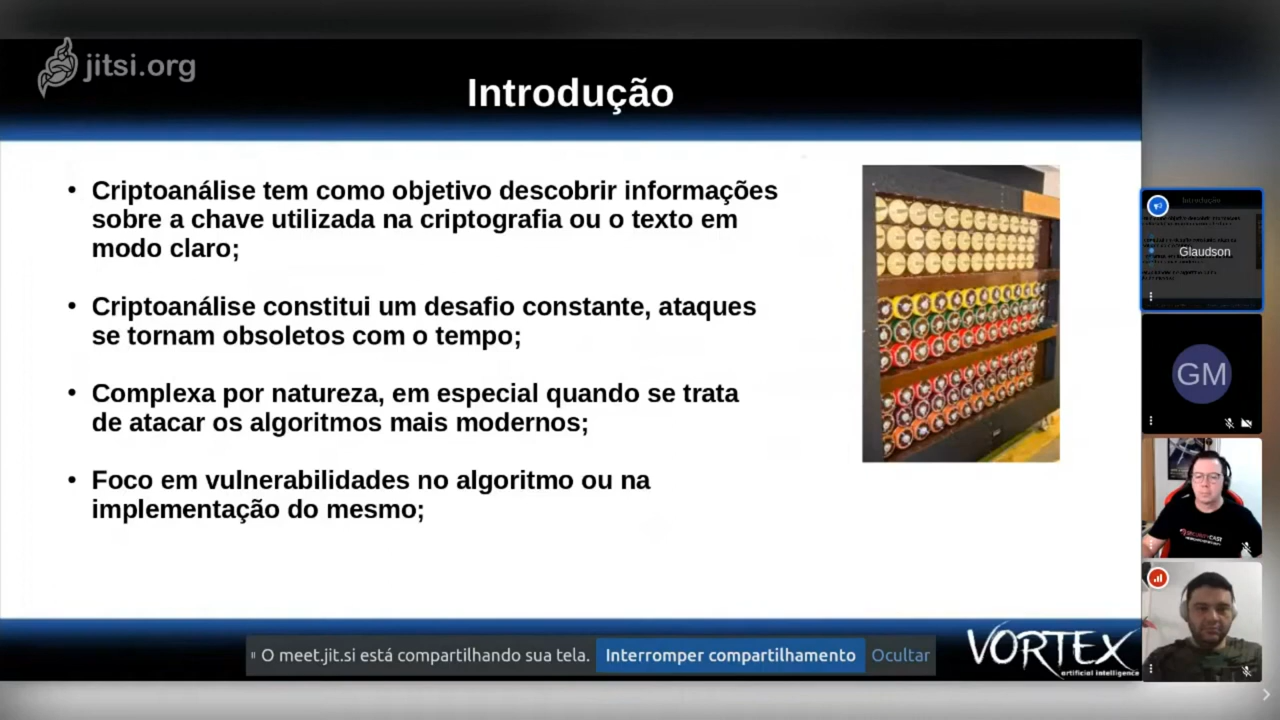 jitsi.org
Introdução
• Criptoanálise tem como objetivo descobrir informações
sobre a chave utilizada na criptografia ou o texto em
modo claro;
• Criptoanálise constitui um desafio constante, ataques
se tornam obsoletos com o tempo;
• Complexa por natureza, em especial quando se trata
de atacar os algoritmos mais modernos;
• Foco em vulnerabilidades no algoritmo ou na
implementação do mesmo;
Glaudson
GM
O meet.jit.si está compartilhando sua tela.
Interromper compartilhamento
Ocultar
VORTEX
artificial intelligence